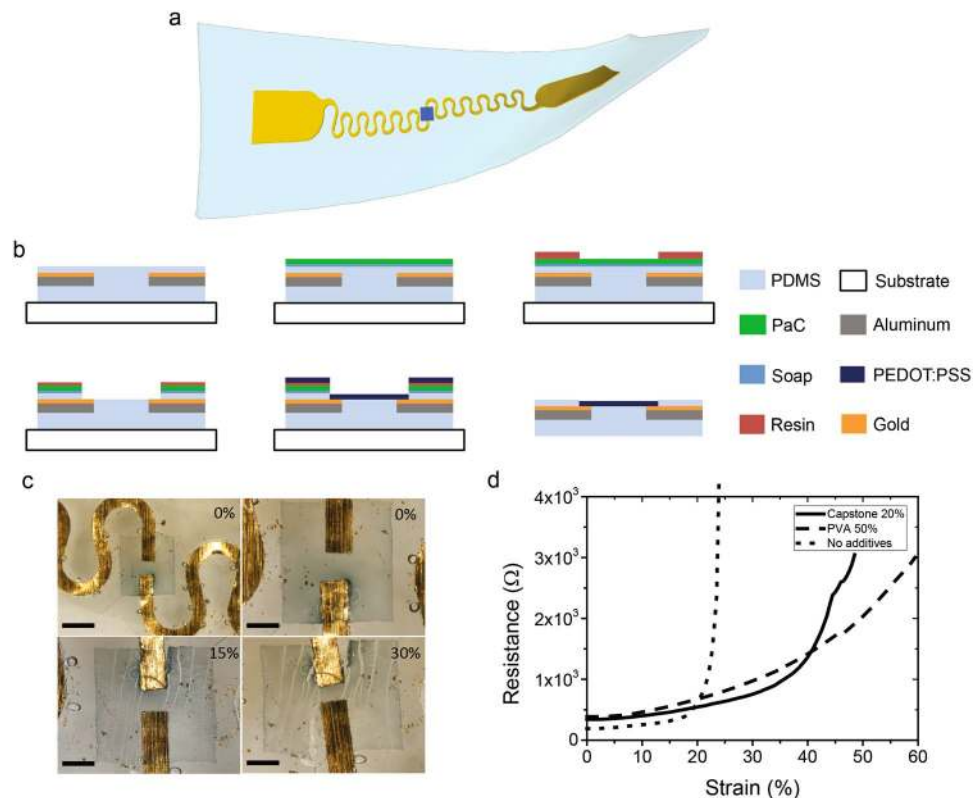 a
b
PDMS
Substrate
PaC
Aluminum
Soap
PEDOT:PSS
Resin
Gold
c
0%
0%
15%
30%
d
4x10³
3x10³
2x10³
1x10³
0
Resistance (Ω)
Capstone 20%
PVA 50%
No additives
0 10 20 30 40 50 60
Strain (%)